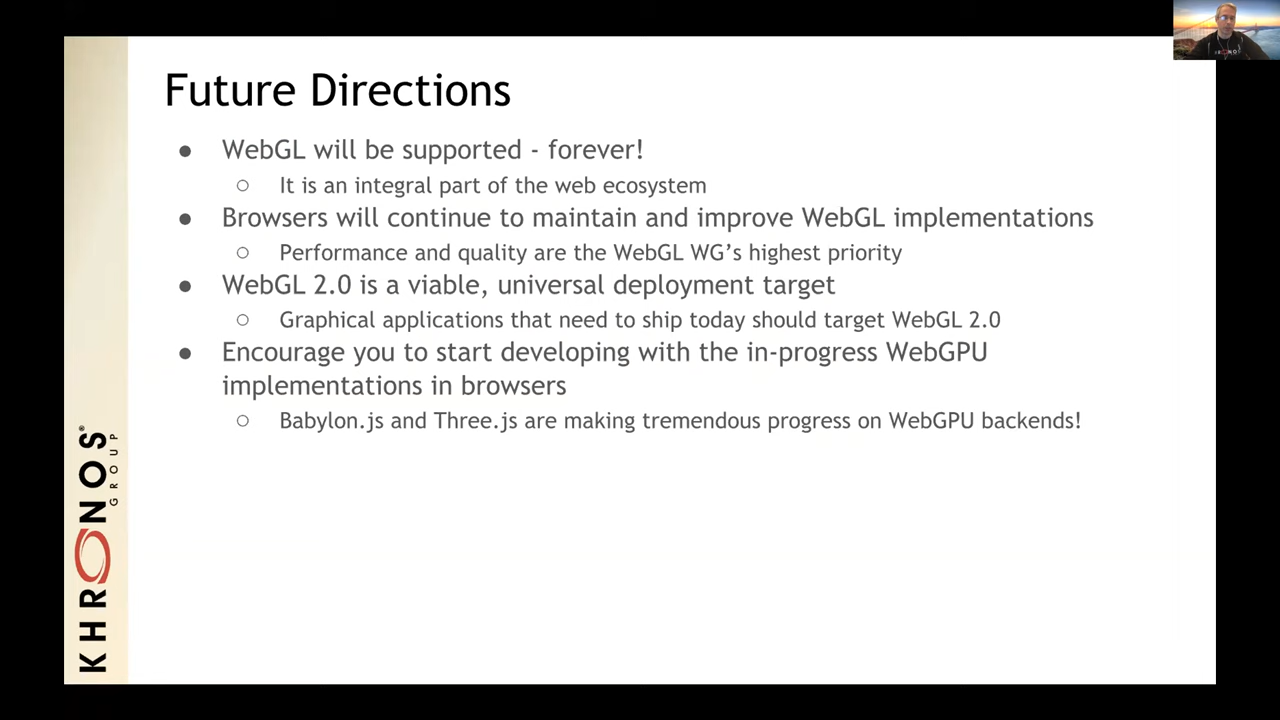 Future Directions
● WebGL will be supported - forever!
○ It is an integral part of the web ecosystem
● Browsers will continue to maintain and improve WebGL implementations
○ Performance and quality are the WebGL WG’s highest priority
● WebGL 2.0 is a viable, universal deployment target
○ Graphical applications that need to ship today should target WebGL 2.0
● Encourage you to start developing with the in-progress WebGPU
implementations in browsers
○ Babylon.js and Three.js are making tremendous progress on WebGPU backends!
KHRONOS®
GROUP